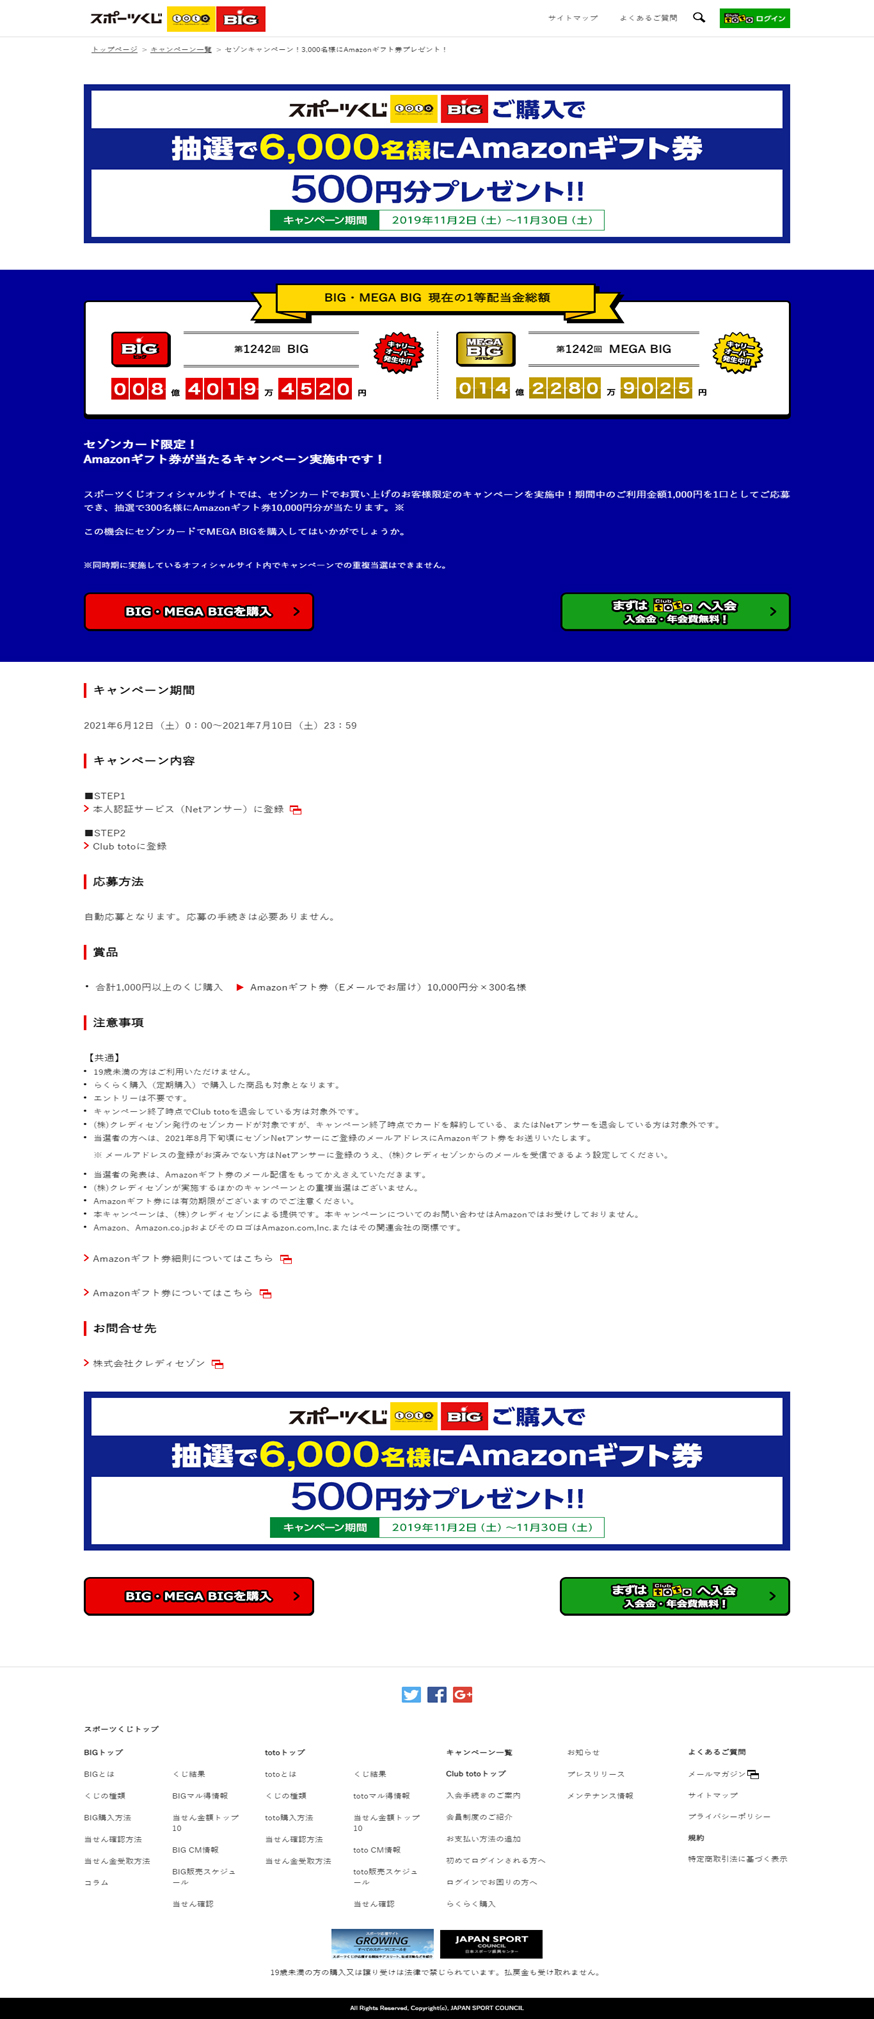 スポーツくじ toto BIG
サイトマップ
よくあるご質問
Club toto ログイン
トップページ > キャンペーン一覧 > セゾンキャンペーン！3,000名様にAmazonギフト券プレゼント！
スポーツくじ toto BIG ご購入で
抽選で6,000名様にAmazonギフト券
500円分プレゼント!!
キャンペーン期間 2019年11月2日（土）～11月30日（土）
BIG・MEGA BIG 現在の1等配当金総額
BIG 第1242回 BIG キャリーオーバー発生中!!
008億4019万4520円
MEGA BIG 第1242回 MEGA BIG キャリーオーバー発生中!!
014億2280万9025円
セゾンカード限定！
Amazonギフト券が当たるキャンペーン実施中です！
スポーツくじオフィシャルサイトでは、セゾンカードでお買い上げのお客様限定のキャンペーンを実施中！期間中のご利用金額1,000円を1口としてご応募
でき、抽選で300名様にAmazonギフト券10,000円分が当たります。※
この機会にセゾンカードでMEGA BIGを購入してはいかがでしょうか。
※同時期に実施しているオフィシャルサイト内でキャンペーンでの重複当選はできません。
BIG・MEGA BIGを購入
まずは Club toto へ入会
入会金・年会費無料！
キャンペーン期間
2021年6月12日（土）0：00～2021年7月10日（土）23：59
キャンペーン内容
■STEP1
本人認証サービス（Netアンサー）に登録
■STEP2
Club totoに登録
応募方法
自動応募となります。応募の手続きは必要ありません。
賞品
・ 合計1,000円以上のくじ購入 ▶ Amazonギフト券（Eメールでお届け）10,000円分×300名様
注意事項
【共通】
・ 19歳未満の方はご利用いただけません。
・ らくらく購入（定期購入）で購入した商品も対象となります。
・ エントリーは不要です。
・ キャンペーン終了時点でClub totoを退会している方は対象外です。
・ (株)クレディセゾン発行のセゾンカードが対象ですが、キャンペーン終了時点でカードを解約している、またはNetアンサーを退会している方は対象外です。
・ 当選者の方へは、2021年8月下旬頃にセゾンNetアンサーにご登録のメールアドレスにAmazonギフト券をお送りいたします。
※ メールアドレスの登録がお済みでない方はNetアンサーに登録のうえ、(株)クレディセゾンからのメールを受信できるよう設定してください。
・ 当選者の発表は、Amazonギフト券のメール配信をもってかえさえていただきます。
・ (株)クレディセゾンが実施するほかのキャンペーンとの重複当選はございません。
・ Amazonギフト券には有効期限がございますのでご注意ください。
・ 本キャンペーンは、(株)クレディセゾンによる提供です。本キャンペーンについてのお問い合わせはAmazonではお受けしておりません。
・ Amazon、Amazon.co.jpおよびそのロゴはAmazon.com,Inc.またはその関連会社の商標です。
Amazonギフト券細則についてはこちら
Amazonギフト券についてはこちら
お問合せ先
株式会社クレディセゾン
スポーツくじ toto BIG ご購入で
抽選で6,000名様にAmazonギフト券
500円分プレゼント!!
キャンペーン期間 2019年11月2日（土）～11月30日（土）
BIG・MEGA BIGを購入
まずは Club toto へ入会
入会金・年会費無料！
スポーツくじトップ
BIGトップ
BIGとは
くじの種類
BIG購入方法
当せん確認方法
当せん金受取方法
コラム
くじ結果
BIGマル得情報
当せん金額トップ
10
BIG CM情報
BIG販売スケジュ
ール
当せん確認
totoトップ
totoとは
くじの種類
toto購入方法
当せん確認方法
当せん金受取方法
くじ結果
totoマル得情報
当せん金額トップ
10
toto CM情報
toto販売スケジュ
ール
当せん確認
キャンペーン一覧
Club totoトップ
入会手続きのご案内
会員制度のご紹介
お支払い方法の追加
初めてログインされる方へ
ログインでお困りの方へ
らくらく購入
お知らせ
プレスリリース
メンテナンス情報
よくあるご質問
メールマガジン
サイトマップ
プライバシーポリシー
規約
特定商取引法に基づく表示
GROWING
すべてのスポーツにエールを
JAPAN SPORT
COUNCIL
日本スポーツ振興センター
19歳未満の方の購入又は譲り受けは法律で禁じられています。払戻金も受け取れません。
All Rights Reserved, Copyright(c), JAPAN SPORT COUNCIL